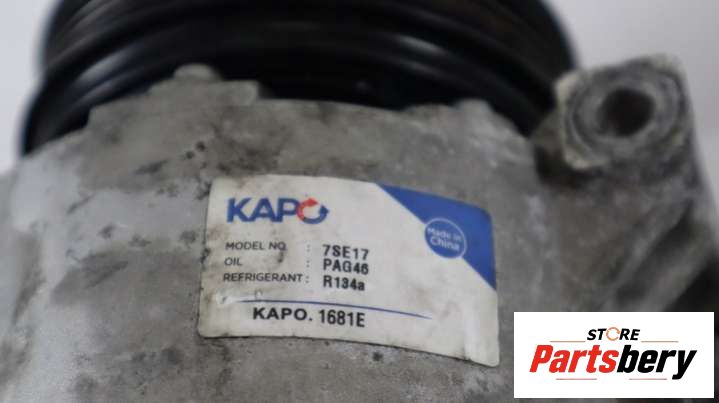 KAPO
Made in
China
MODEL NO. : 7SE17
OIL : PAG46
REFRIGERANT : R134a
KAPO. 1681E
STORE
Partsbery